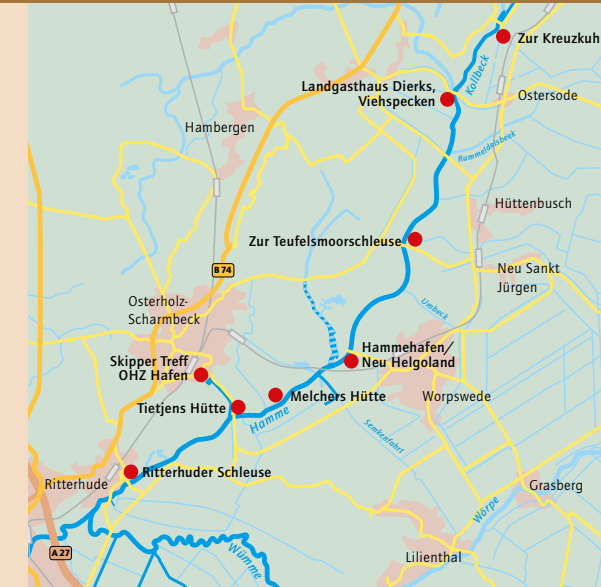 Zur Kreuzkuh
Kollbeck
Landgasthaus Dierks,
Viehspecken
Ostersode
Hambergen
Rummeldeisbeek
Hüttenbusch
Zur Teufelsmoorschleuse
B 74
Neu Sankt
Jürgen
Osterholz-
Scharmbeck
Umbeck
Hammehafen/
Neu Helgoland
Skipper Treff
OHZ Hafen
Melchers Hütte
Worpswede
Tietjens Hütte
Hamme
Semkenfahrt
Ritterhuder Schleuse
Ritterhude
Grasberg
Wörpe
A 27
Wümme
Lilienthal